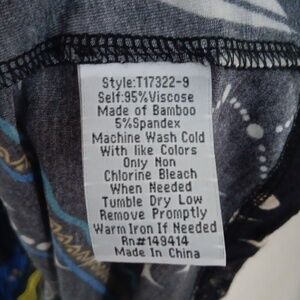 Style:T17322-9
Self:95%Viscose
Made of Bamboo
5%Spandex
Machine Wash Cold
With like Colors
Only Non
Chlorine Bleach
When Needed
Tumble Dry Low
Remove Promptly
Warm Iron If Needed
Rn#149414
Made In China